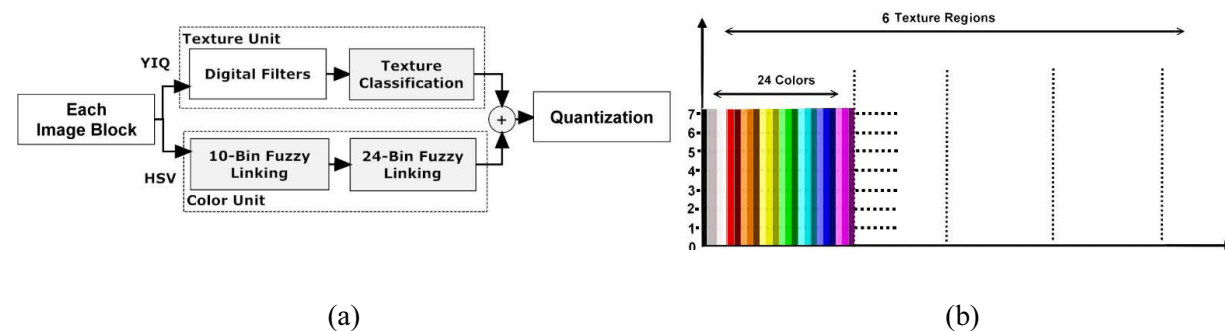 Texture Unit
YIQ
Digital Filters
Texture
Classification
Each
Image Block
+
Quantization
10-Bin Fuzzy
Linking
24-Bin Fuzzy
Linking
HSV
Color Unit
(a)
6 Texture Regions
24 Colors
7
6
5
4
3
2
1
0
(b)